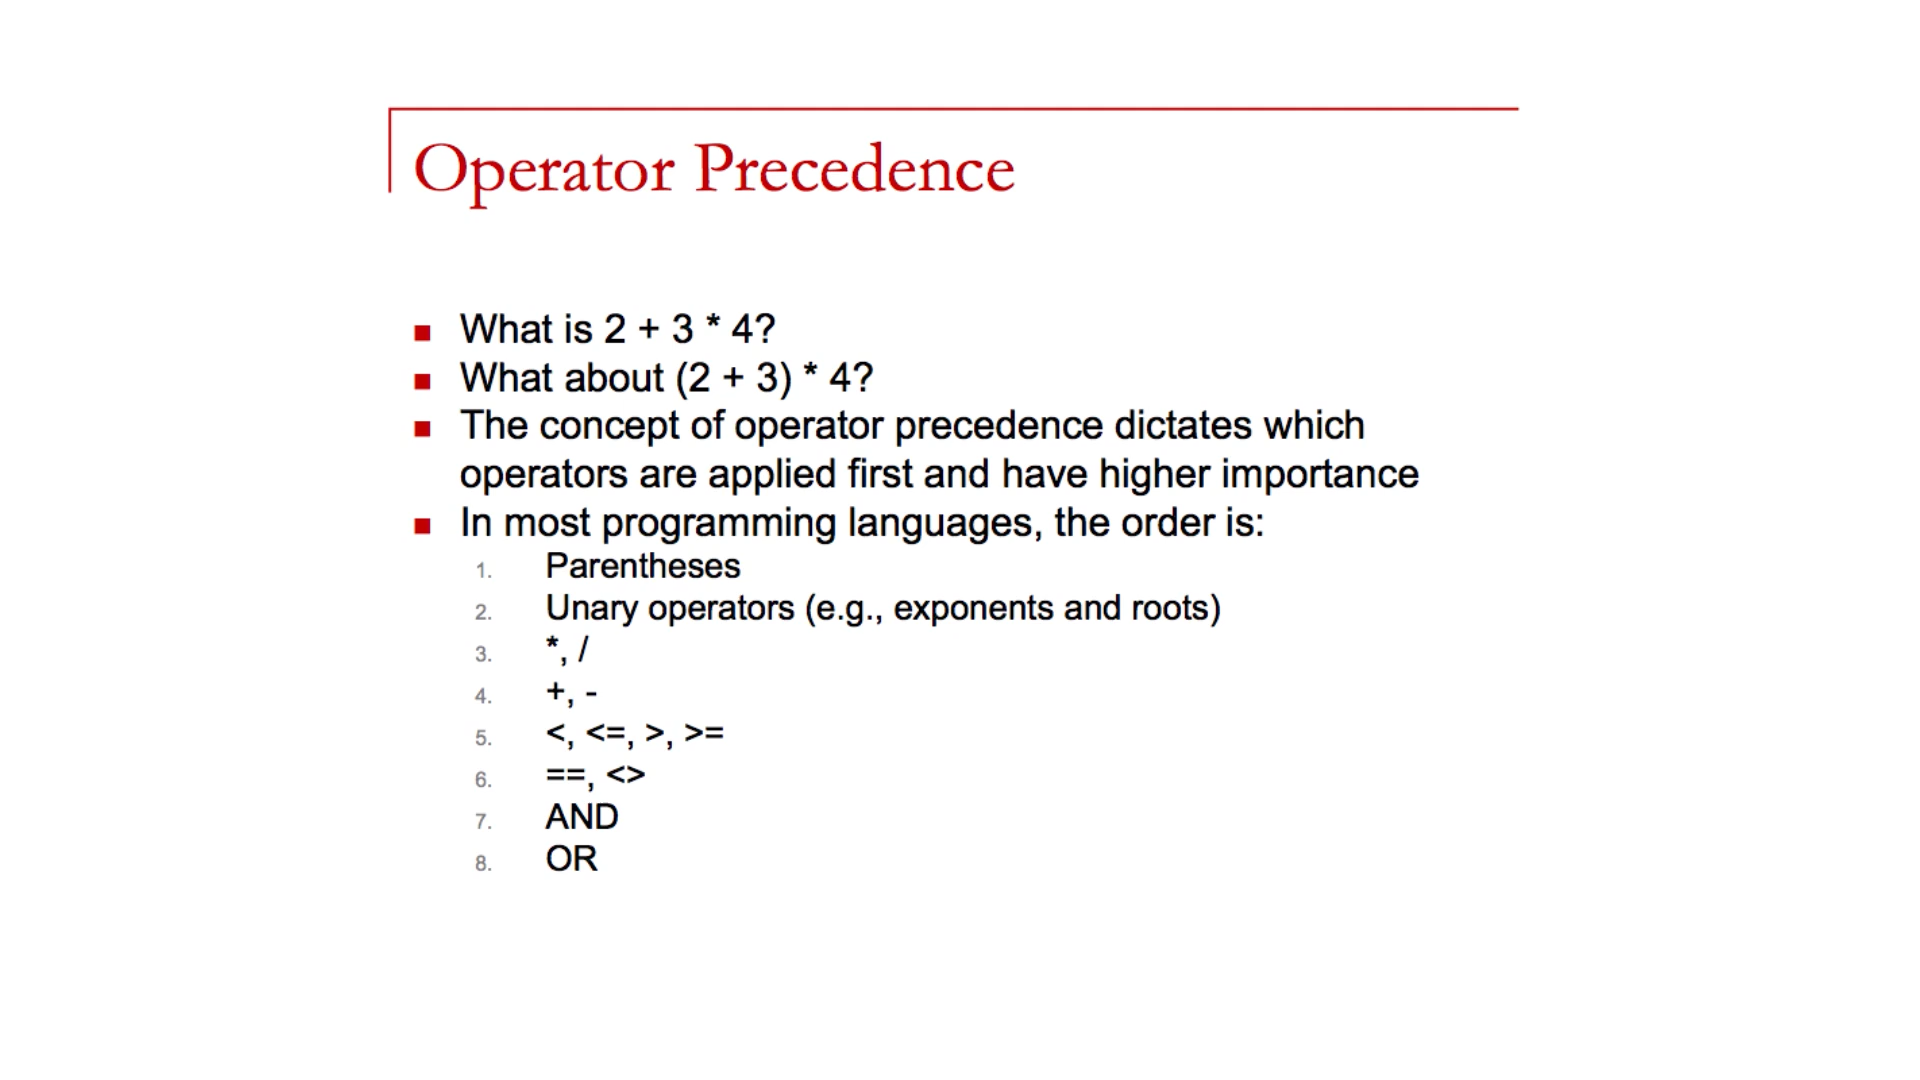 Operator Precedence
What is 2 + 3 * 4?
What about (2 + 3) * 4?
The concept of operator precedence dictates which
operators are applied first and have higher importance
In most programming languages, the order is:
1. Parentheses
2. Unary operators (e.g., exponents and roots)
3. *, /
4. +, -
5. <, <=, >, >=
6. ==, <>
7. AND
8. OR